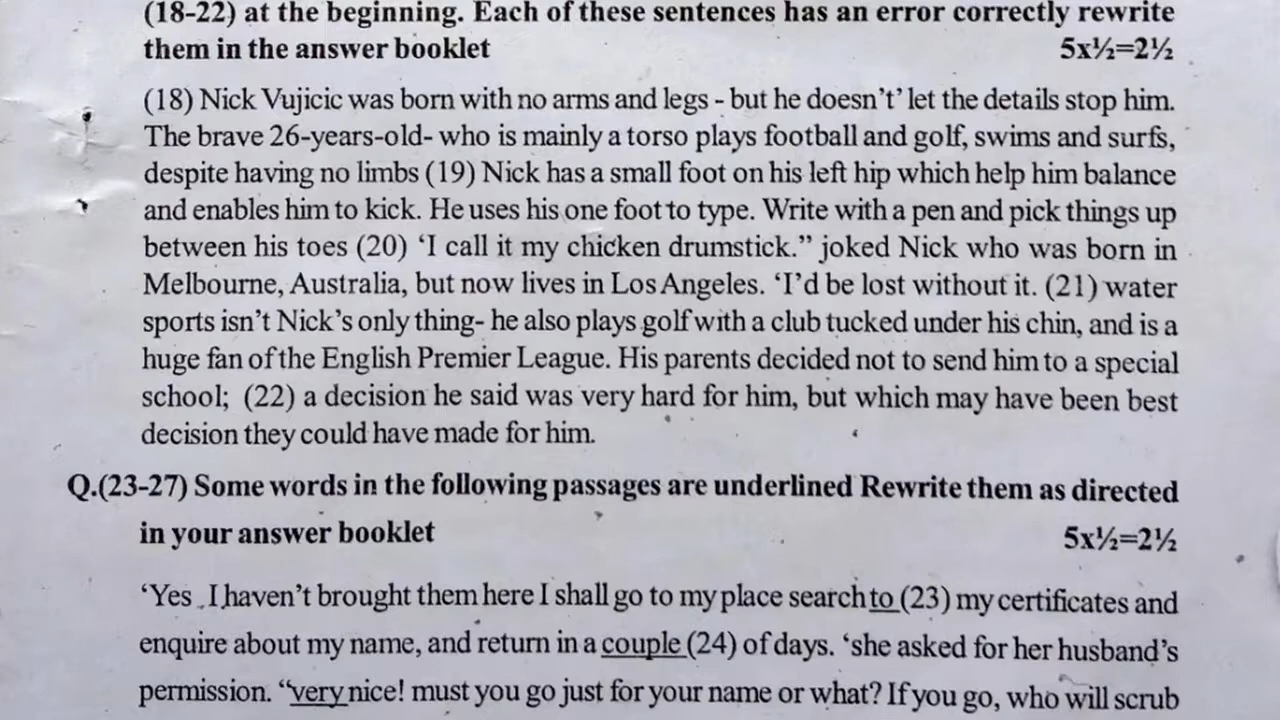 (18-22) at the beginning. Each of these sentences has an error correctly rewrite
them in the answer booklet 5x½=2½
(18) Nick Vujicic was born with no arms and legs - but he doesn't' let the details stop him.
The brave 26-years-old- who is mainly a torso plays football and golf, swims and surfs,
despite having no limbs (19) Nick has a small foot on his left hip which help him balance
and enables him to kick. He uses his one foot to type. Write with a pen and pick things up
between his toes (20) ‘I call it my chicken drumstick.” joked Nick who was born in
Melbourne, Australia, but now lives in Los Angeles. ‘I'd be lost without it. (21) water
sports isn't Nick's only thing- he also plays golf with a club tucked under his chin, and is a
huge fan of the English Premier League. His parents decided not to send him to a special
school; (22) a decision he said was very hard for him, but which may have been best
decision they could have made for him.
Q.(23-27) Some words in the following passages are underlined Rewrite them as directed
in your answer booklet 5x½=2½
‘Yes . I haven't brought them here I shall go to my place search to (23) my certificates and
enquire about my name, and return in a couple (24) of days. ‘she asked for her husband's
permission. “very nice! must you go just for your name or what? If you go, who will scrub